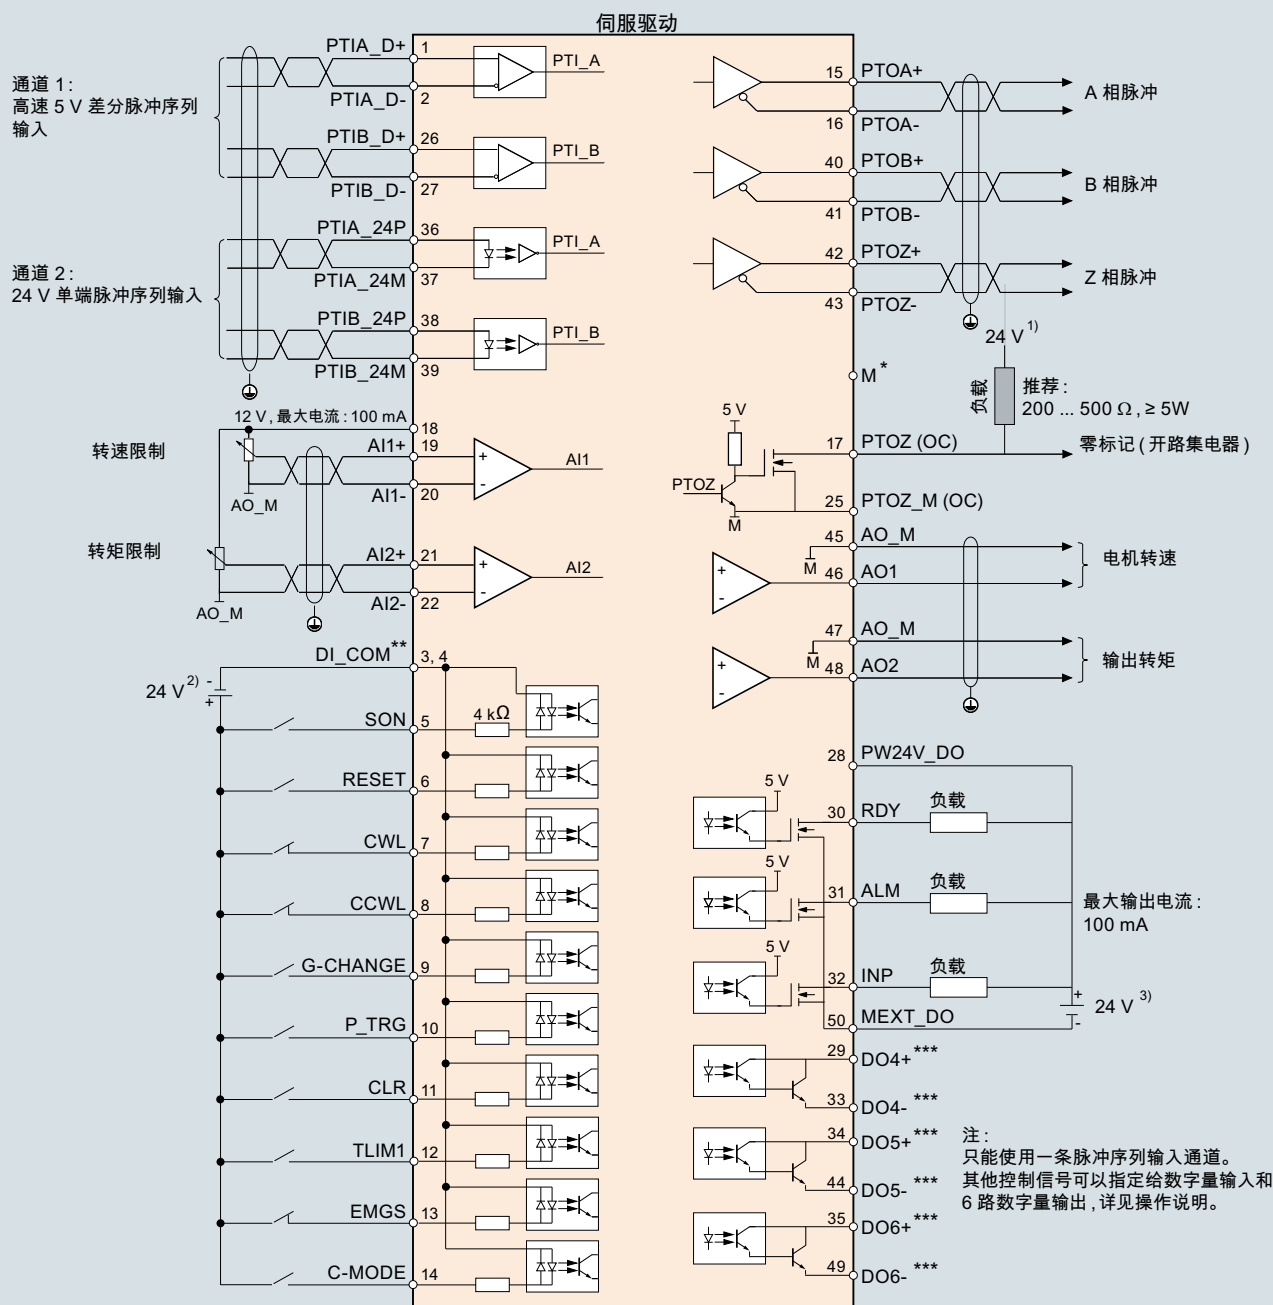 伺服驱动
通道 1:
高速 5 V 差分脉冲序列
输入
PTIA_D+
1
PTI_A
PTIA_D-
2
PTIB_D+
26
PTI_B
PTIB_D-
27
通道 2:
24 V 单端脉冲序列输入
PTIA_24P
36
PTI_A
PTIA_24M
37
PTIB_24P
38
PTI_B
PTIB_24M
39
12 V , 最大电流 : 100 mA
18
转速限制
AI1+
19
AI1
AI1-
20
AO_M
+
-
转矩限制
AI2+
21
AI2
AI2-
22
AO_M
+
-
DI_COM**
3, 4
24 V 2)
-
+
SON
5
4 kΩ
RESET
6
CWL
7
CCWL
8
G-CHANGE
9
P_TRG
10
CLR
11
TLIM1
12
EMGS
13
C-MODE
14
15
PTOA+
A 相脉冲
16
PTOA-
40
PTOB+
B 相脉冲
41
PTOB-
42
PTOZ+
Z 相脉冲
43
PTOZ-
24 V 1)
M *
负载
推荐 :
200 ... 500 Ω , ≥ 5W
5 V
17
PTOZ (OC)
零标记 ( 开路集电器 )
PTOZ
M
25
PTOZ_M (OC)
45
AO_M
M
电机转速
+
-
46
AO1
47
AO_M
M
输出转矩
+
-
48
AO2
28
PW24V_DO
5 V
30
RDY
负载
5 V
31
ALM
负载
最大输出电流 :
100 mA
5 V
32
INP
负载
+
24 V 3)
-
50
MEXT_DO
29
DO4+ ***
33
DO4- ***
34
DO5+ ***
44
DO5- ***
35
DO6+ ***
49
DO6- ***
注 :
只能使用一条脉冲序列输入通道。
其他控制信号可以指定给数字量输入和
6 路数字量输出 , 详见操作说明。